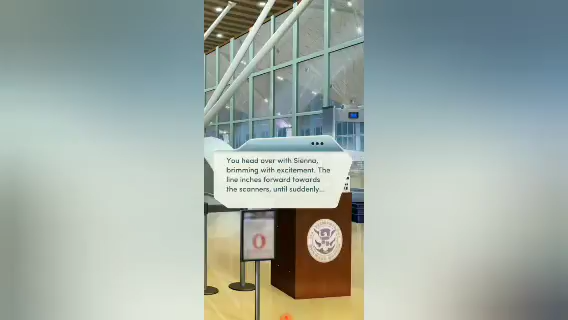 You head over with Sienna,
brimming with excitement. The
line inches forward towards
the scanners, until suddenly...